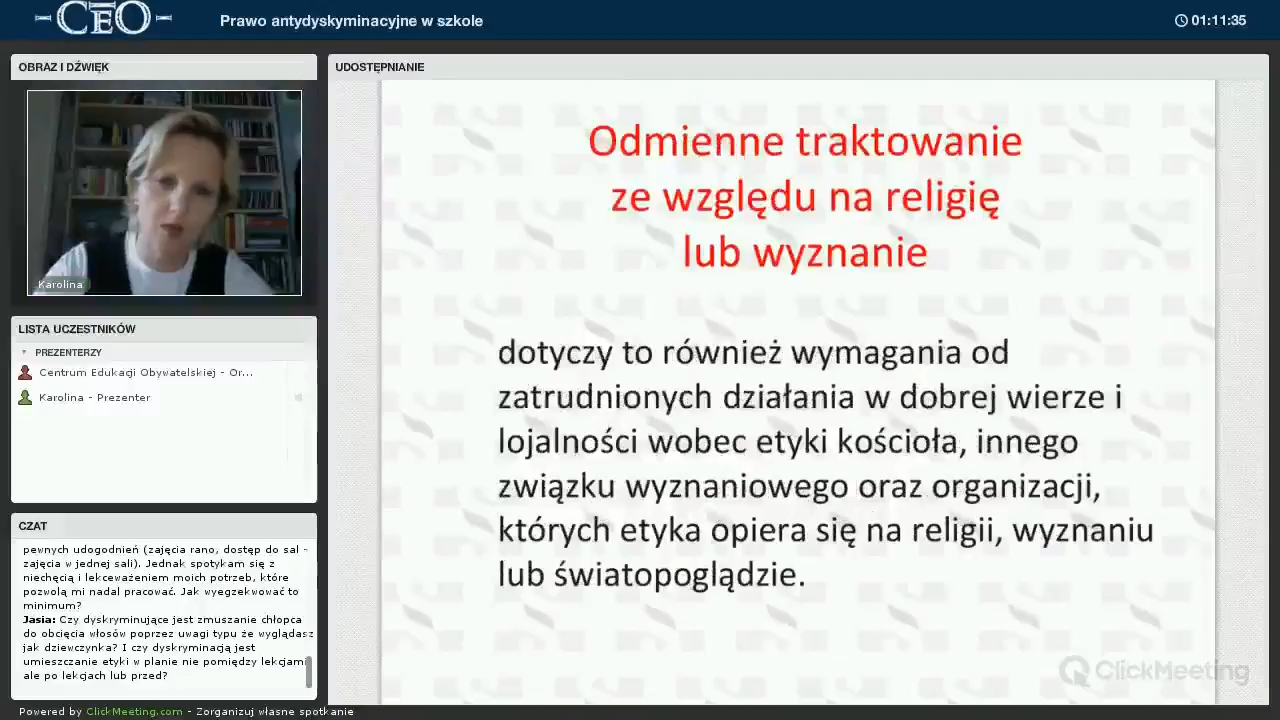 CEO
Prawo antydyskyminacyjne w szkole
01:11:35
OBRAZ I DŹWIĘK
Karolina
LISTA UCZESTNIKÓW
PREZENTERZY
Centrum Edukacji Obywatelskiej - Or...
Karolina - Prezenter
CZAT
pewnych udogodnień (zajęcia rano, dostęp do sal -
zajęcia w jednej sali). Jednak spotykam się z
niechęcią i lekceważeniem moich potrzeb, które
pozwolą mi nadal pracować. Jak wyegzekwować to
minimum?
Jasia: Czy dyskryminujące jest zmuszanie chłopca
do obcięcia włosów poprzez uwagi typu że wyglądasz
jak dziewczynka? I czy dyskryminacją jest
umieszczanie etyki w planie nie pomiędzy lekcjami
ale po lekcjach lub przed?
UDOSTĘPNIANIE
Odmienne traktowanie
ze względu na religię
lub wyznanie
dotyczy to również wymagania od
zatrudnionych działania w dobrej wierze i
lojalności wobec etyki kościoła, innego
związku wyznaniowego oraz organizacji,
których etyka opiera się na religii, wyznaniu
lub światopoglądzie.
ClickMeeting
Powered by ClickMeeting.com - Zorganizuj własne spotkanie